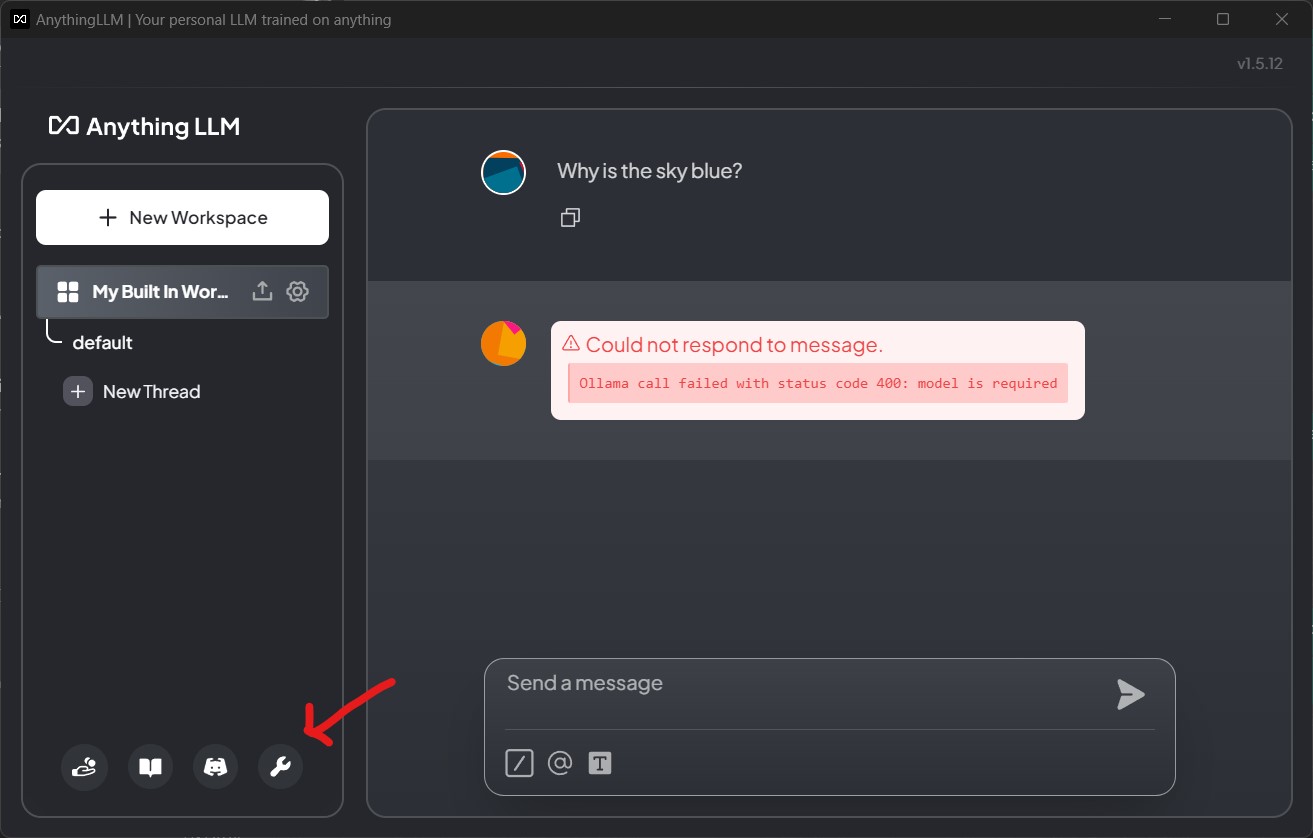 AnythingLLM | Your personal LLM trained on anything
v1.5.12
Anything LLM
New Workspace
My Built In Wor...
default
New Thread
Why is the sky blue?
Could not respond to message.
Ollama call failed with status code 400: model is required
Send a message